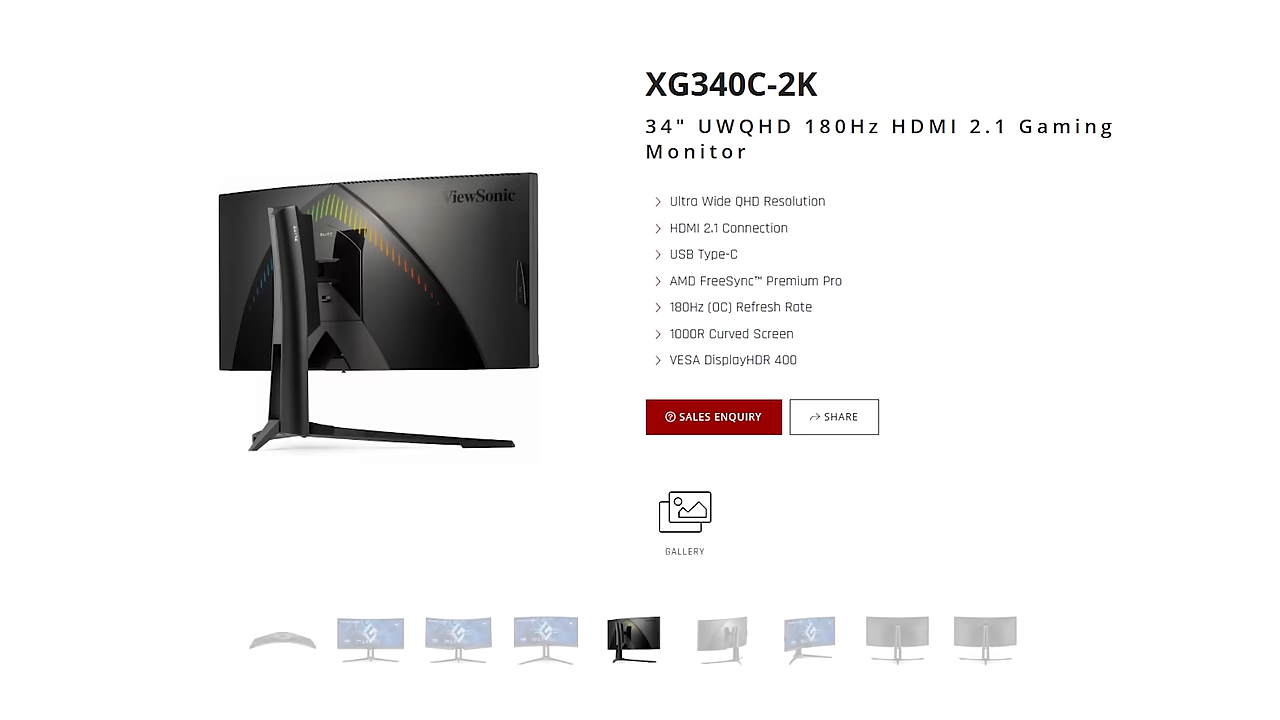 XG340C-2K
34" UWQHD 180Hz HDMI 2.1 Gaming
Monitor
ViewSonic
Ultra Wide QHD Resolution
HDMI 2.1 Connection
USB Type-C
AMD FreeSync™ Premium Pro
180Hz (OC) Refresh Rate
1000R Curved Screen
VESA DisplayHDR 400
SALES ENQUIRY
SHARE
GALLERY